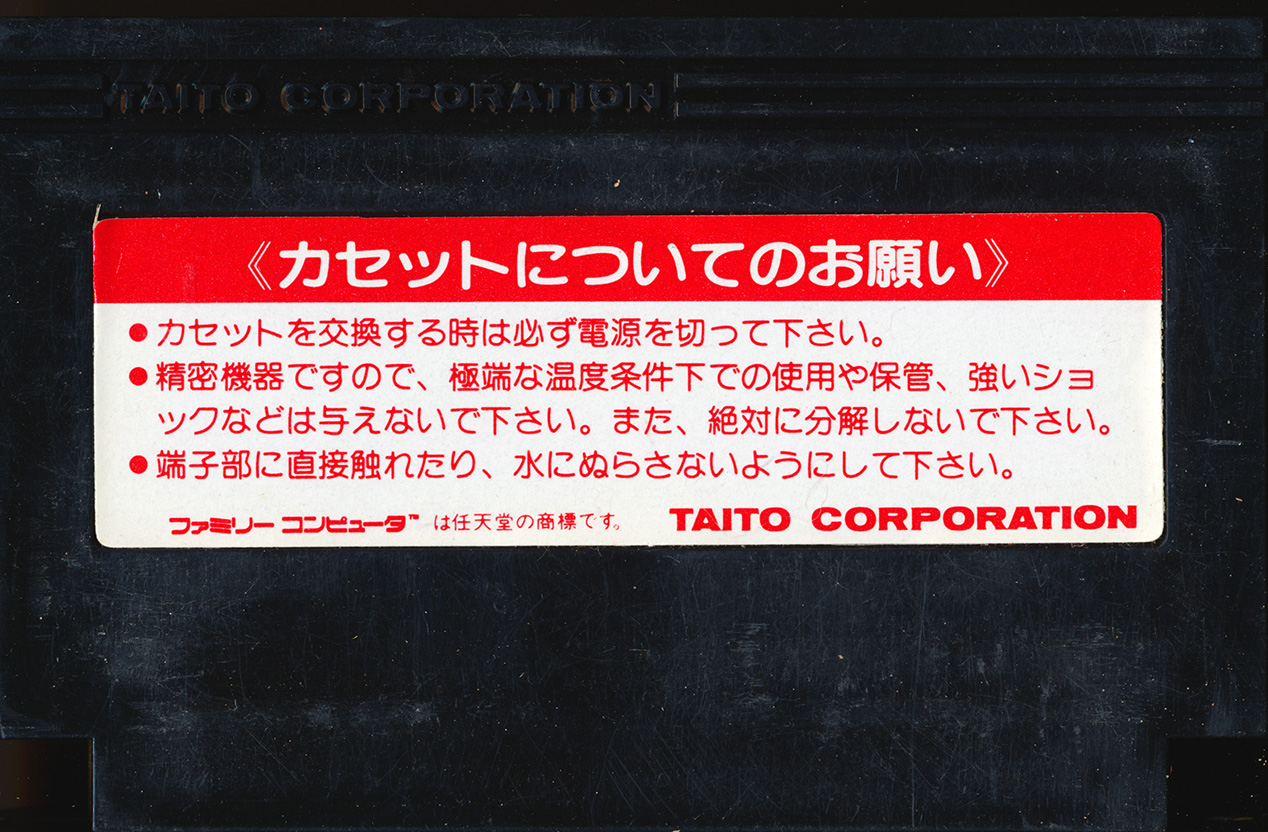 TAITO CORPORATION
《カセットについてのお願い》
●カセットを交換する時は必ず電源を切って下さい。
●精密機器ですので、極端な温度条件下での使用や保管、強いショ
ックなどは与えないで下さい。また、絶対に分解しないで下さい。
●端子部に直接触れたり、水にぬらさないようにして下さい。
ファミリー コンピュータ™ は任天堂の商標です。 TAITO CORPORATION